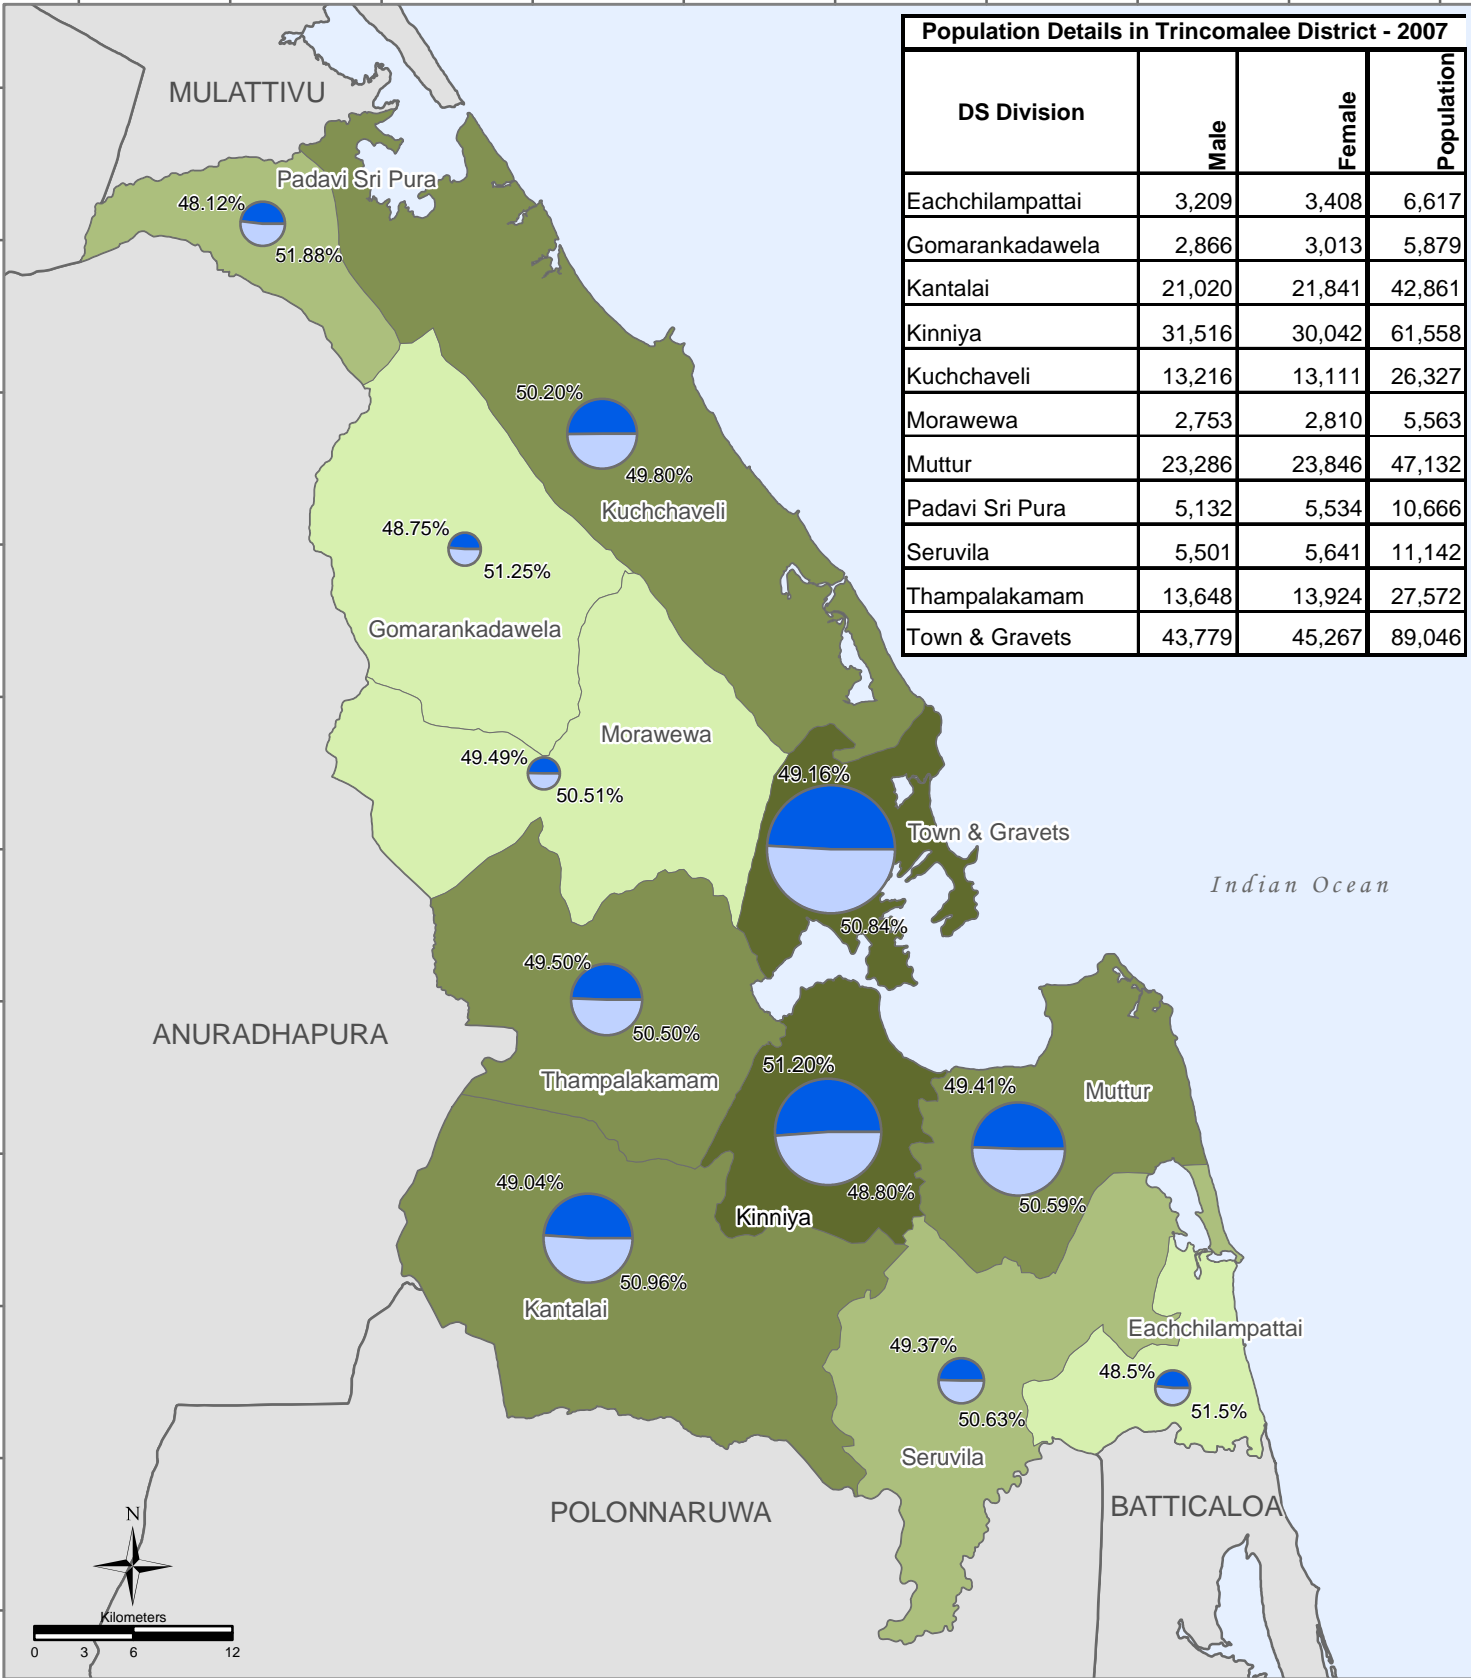 Population Details in Trincomalee District - 2007
DS Division Male Female Population
Eachchilampattai 3,209 3,408 6,617
Gomarankadawela 2,866 3,013 5,879
Kantalai 21,020 21,841 42,861
Kinniya 31,516 30,042 61,558
Kuchchaveli 13,216 13,111 26,327
Morawewa 2,753 2,810 5,563
Muttur 23,286 23,846 47,132
Padavi Sri Pura 5,132 5,534 10,666
Seruvila 5,501 5,641 11,142
Thampalakamam 13,648 13,924 27,572
Town & Gravets 43,779 45,267 89,046
MULATTIVU
Padavi Sri Pura
48.12%
51.88%
50.20%
49.80%
Kuchchaveli
48.75%
51.25%
Gomarankadawela
Morawewa
49.49%
50.51%
49.16%
Town & Gravets
50.84%
Indian Ocean
49.50%
50.50%
Thampalakamam
ANURADHAPURA
51.20%
48.80%
Kinniya
49.41%
Muttur
50.59%
49.04%
50.96%
Kantalai
Eachchilampattai
48.5%
51.5%
49.37%
50.63%
Seruvila
POLONNARUWA
BATTICALOA
N
Kilometers
0 3 6 12